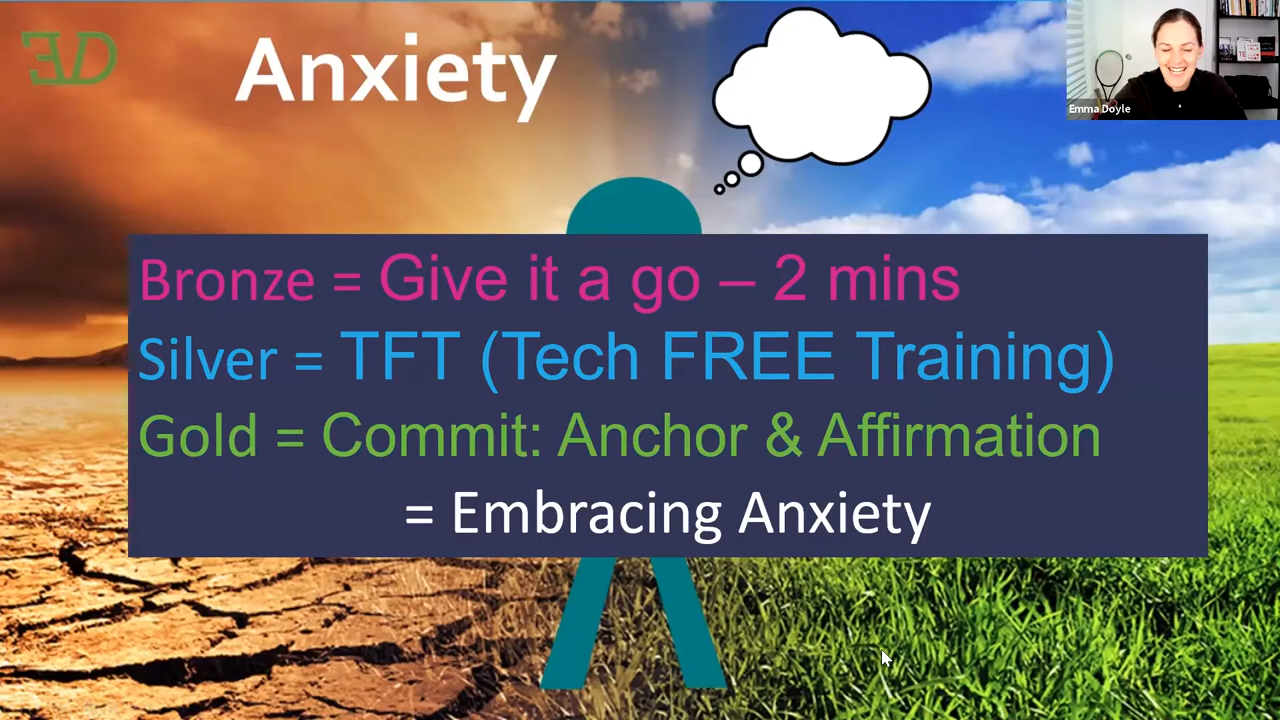 ED
Anxiety
Emma Doyle
Bronze = Give it a go – 2 mins
Silver = TFT (Tech FREE Training)
Gold = Commit: Anchor & Affirmation
= Embracing Anxiety